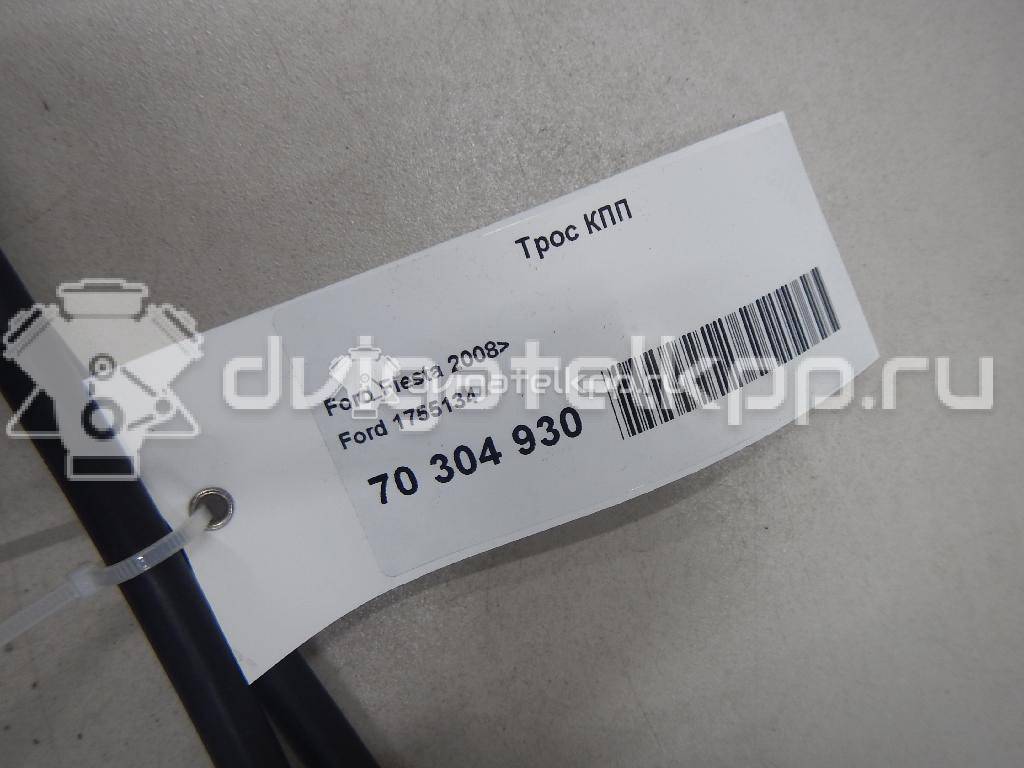 Трос КПП
Ford Fiesta 2008>
Ford 1755134
70 304 930
dvigatelkpp.ru